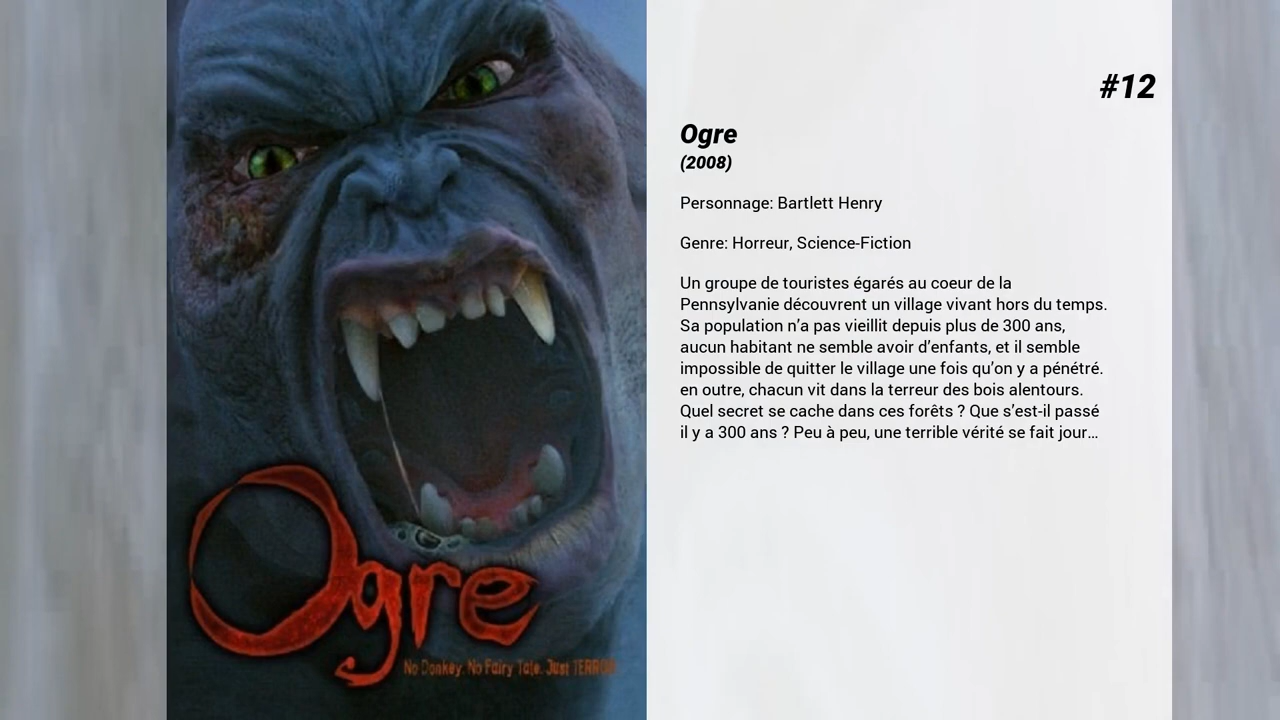 #12
Ogre
(2008)
Personnage: Bartlett Henry
Genre: Horreur, Science-Fiction
Un groupe de touristes égarés au coeur de la
Pennsylvanie découvrent un village vivant hors du temps.
Sa population n’a pas vieillit depuis plus de 300 ans,
aucun habitant ne semble avoir d’enfants, et il semble
impossible de quitter le village une fois qu’on y a pénétré.
en outre, chacun vit dans la terreur des bois alentours.
Quel secret se cache dans ces forêts ? Que s’est-il passé
il y a 300 ans ? Peu à peu, une terrible vérité se fait jour…
Ogre
No Donkey. No Fairy Tale. Just TERROR